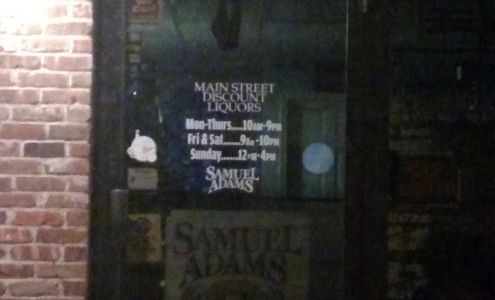 MAIN STREET
DISCOUNT
LIQUORS
Mon-Thurs.....10AM-9PM
Fri & Sat......9AM-10PM
Sunday.......12PM-4PM
SAMUEL
ADAMS
SAMUEL
ADAMS